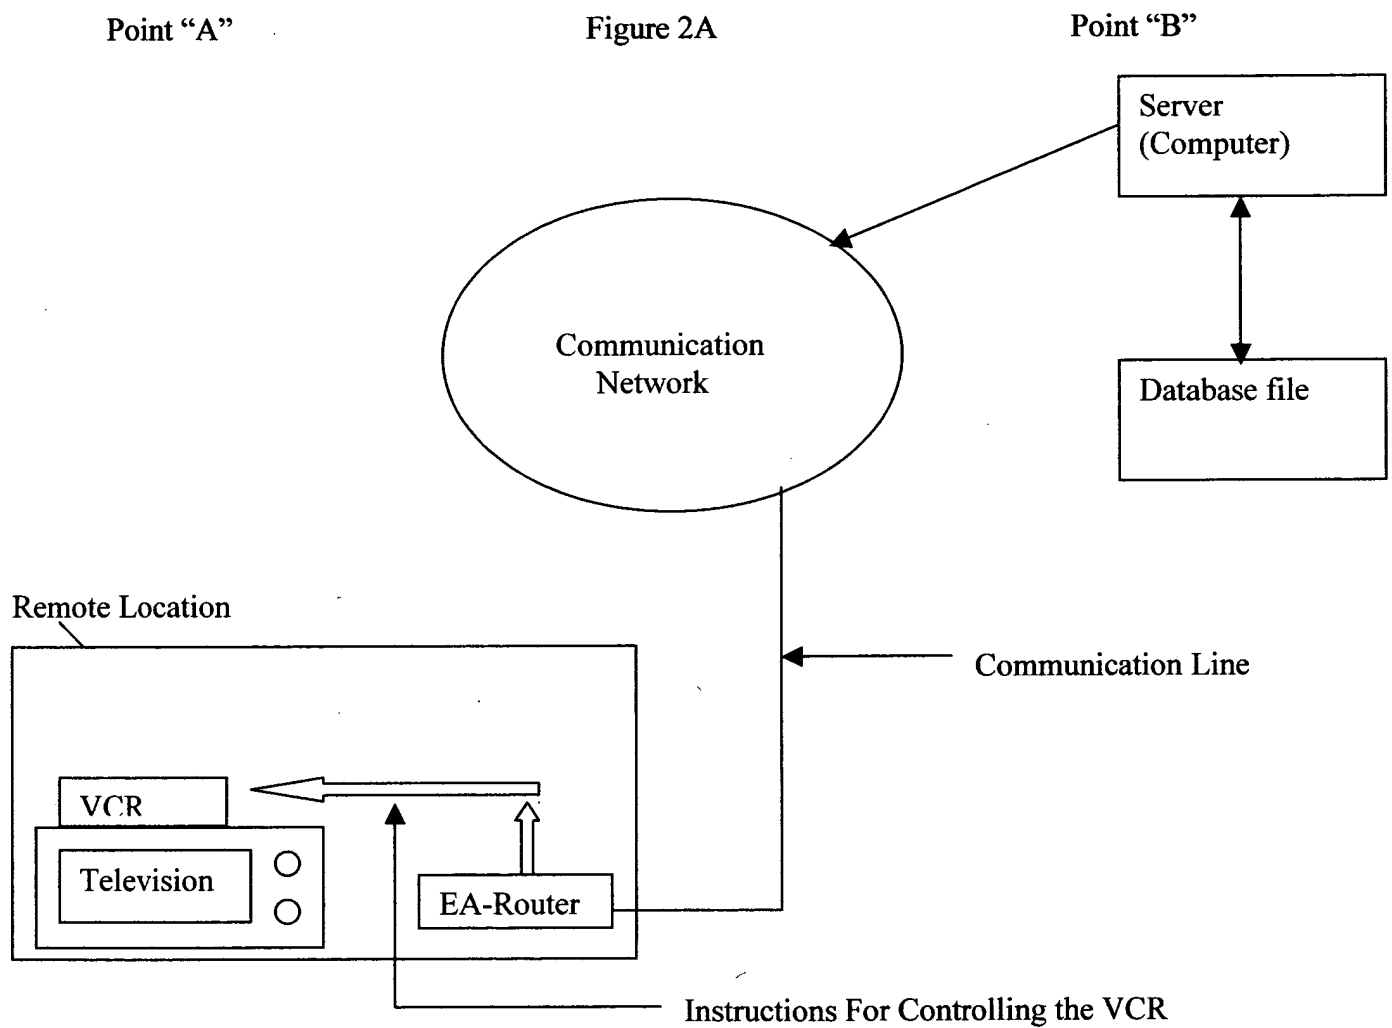 Point “A”
Figure 2A
Point “B”
Server
(Computer)
Communication
Network
Database file
Remote Location
Communication Line
VCR
Television
EA-Router
Instructions For Controlling the VCR